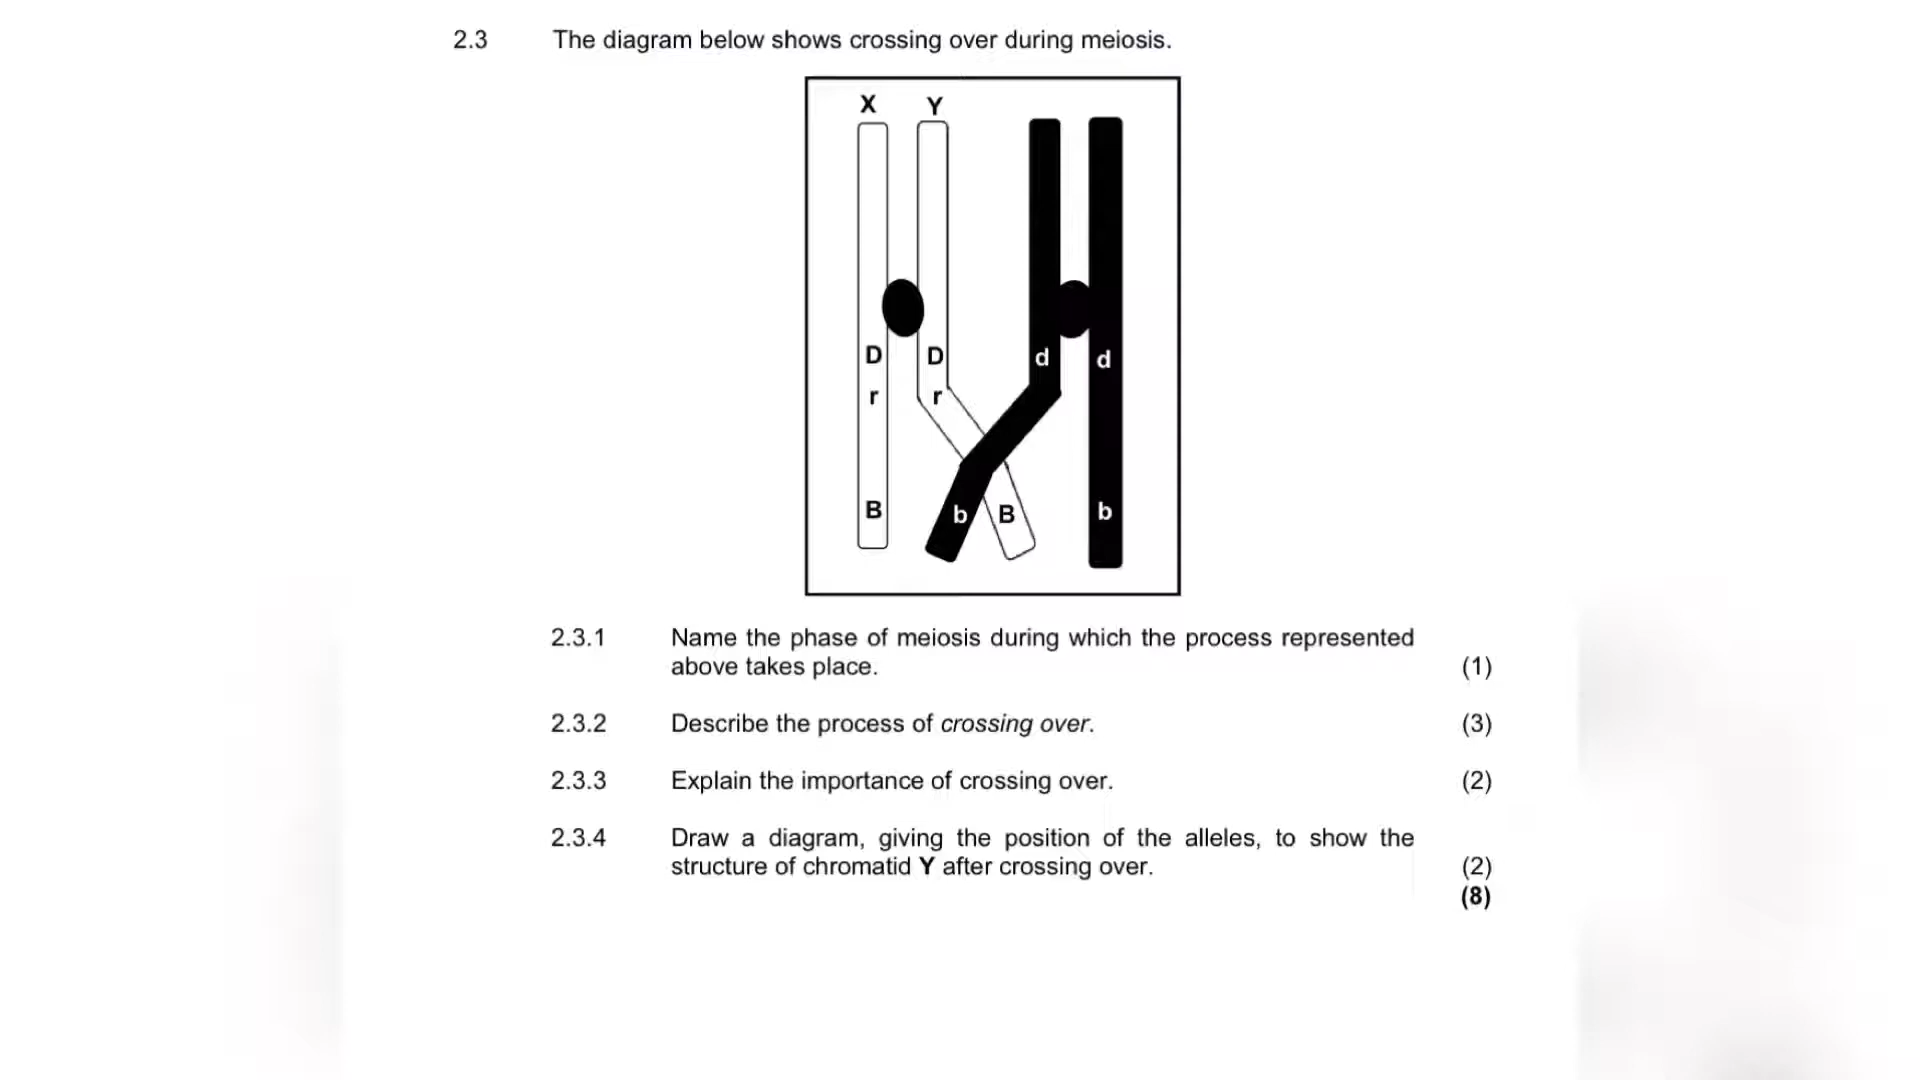 2.3 The diagram below shows crossing over during meiosis.
X Y
D D d d
r r
B b B b
2.3.1 Name the phase of meiosis during which the process represented
above takes place. (1)
2.3.2 Describe the process of crossing over. (3)
2.3.3 Explain the importance of crossing over. (2)
2.3.4 Draw a diagram, giving the position of the alleles, to show the
structure of chromatid Y after crossing over. (2)
(8)